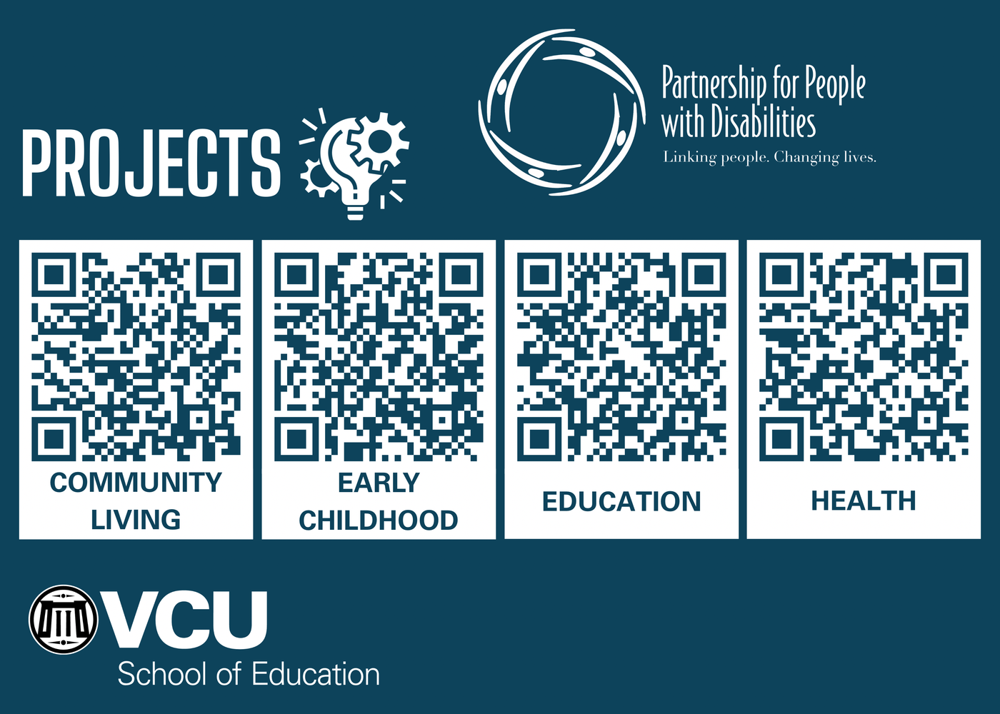 PROJECTS
Partnership for People
with Disabilities
Linking people. Changing lives.
COMMUNITY
LIVING
EARLY
CHILDHOOD
EDUCATION
HEALTH
VCU
School of Education